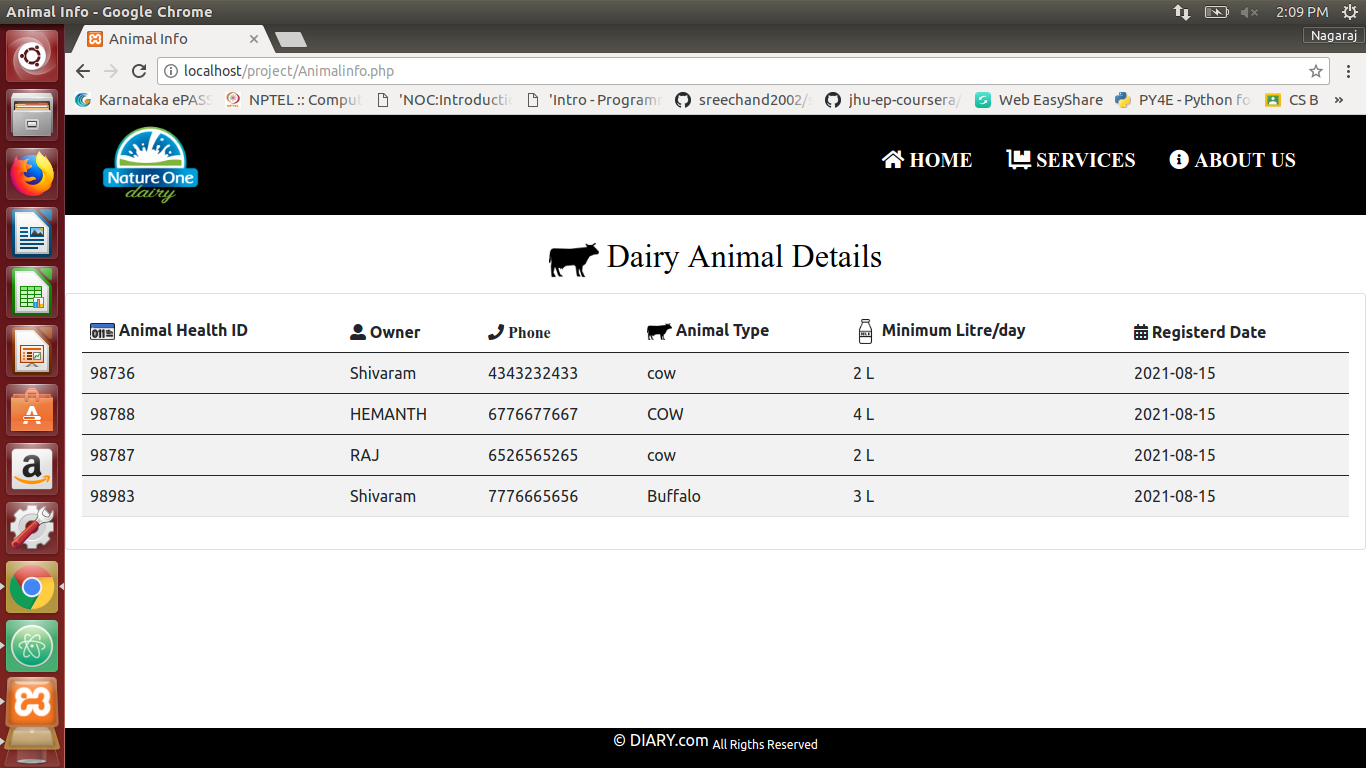 Animal Info - Google Chrome 2:09 PM
Animal Info Nagaraj
localhost/project/Animalinfo.php
Karnataka ePASS NPTEL :: Comput 'NOC:Introducti 'Intro - Programm sreechand2002/s jhu-ep-coursera/ Web EasyShare PY4E - Python fo CS B »
Nature One
dairy
HOME SERVICES ABOUT US
Dairy Animal Details
011 Animal Health ID Owner Phone Animal Type Minimum Litre/day Registerd Date
98736 Shivaram 4343232433 cow 2 L 2021-08-15
98788 HEMANTH 6776677667 COW 4 L 2021-08-15
98787 RAJ 6526565265 cow 2 L 2021-08-15
98983 Shivaram 7776665656 Buffalo 3 L 2021-08-15
© DIARY.com All Rigths Reserved